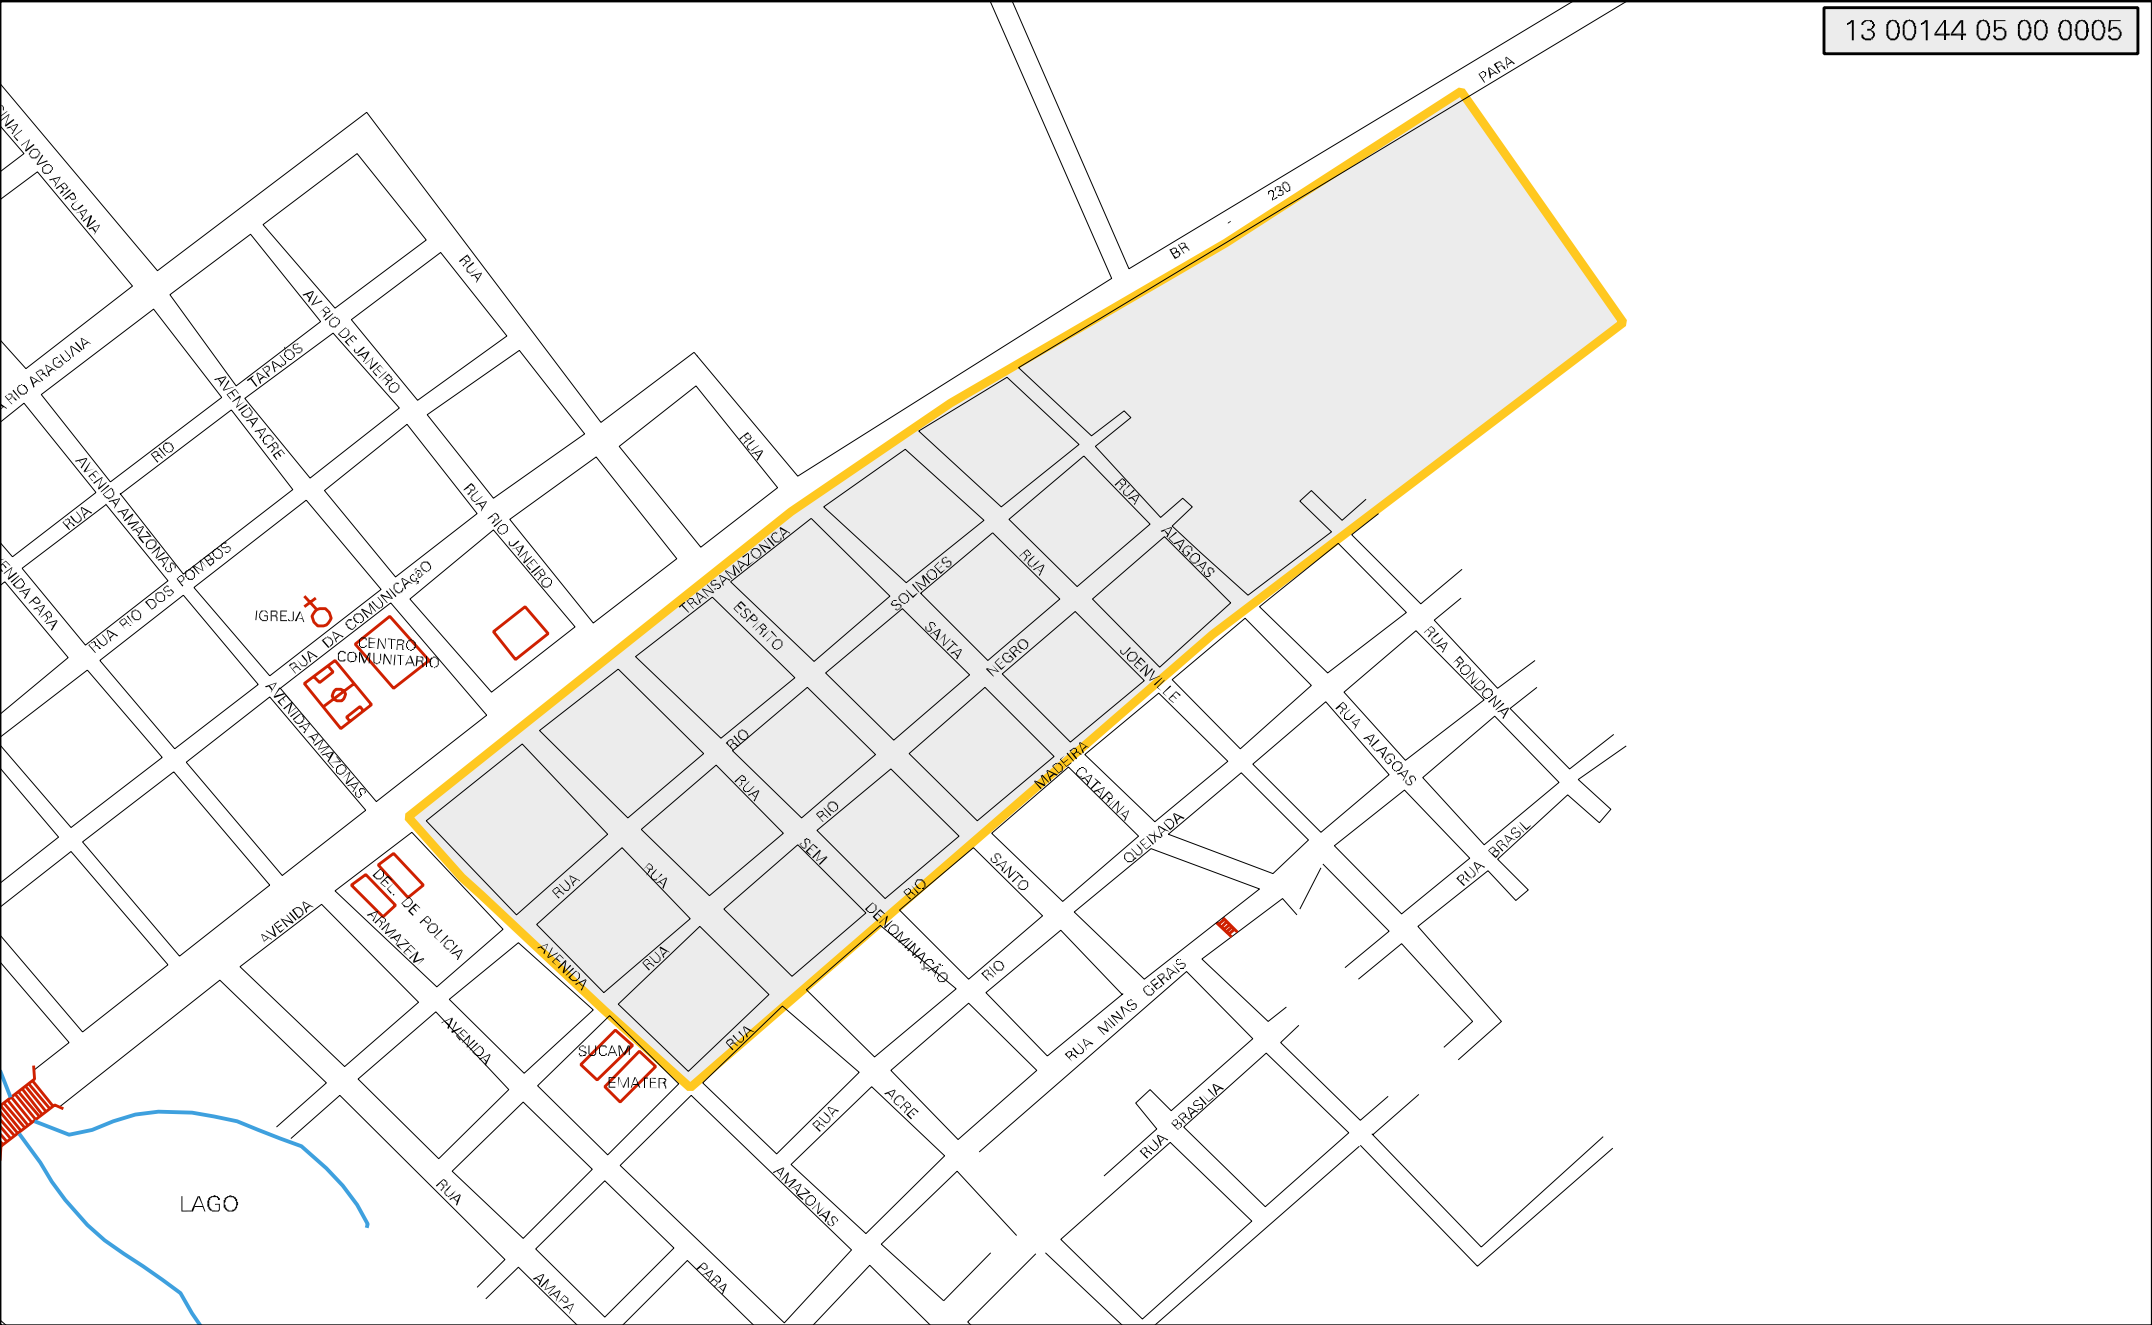 13 00144 05 00 0005
PARA
230
-
BR
INAL NOVO ARIPUANA
RUA
AV RIO DE JANEIRO
RIO ARAGUAIA
TAPAJÓS
AVENIDA ACRE
RUA
RIO
AVENIDA AMAZONAS
RUA
RUA RIO JANEIRO
RUA
ALAGOAS
ENIDA PARA
RUA RIO DOS POMBOS
RUA DA COMUNICAçãO
IGREJA
CENTRO
COMUNITARIO
TRANSAMAZONICA
ESPIRITO
SOLIMOES
RUA
SANTA
NEGRO
JOENVILLE
RUA RONDONIA
AVENIDA AMAZONAS
RIO
RUA
RIO
MADEIRA
CATARINA
RUA ALAGOAS
QUEIXADA
RUA BRASIL
SEM
RUA
RUA
SANTO
RIO
DENOMINAÇÃO
DEL. DE POLICIA
ARMAZEM
AVENIDA
AVENIDA
RUA
RIO
RUA MINAS GERAIS
AVENIDA
SUCAM
EMATER
RUA
RUA
ACRE
RUA BRASILIA
LAGO
RUA
AMAZONAS
AMAPA
PARA